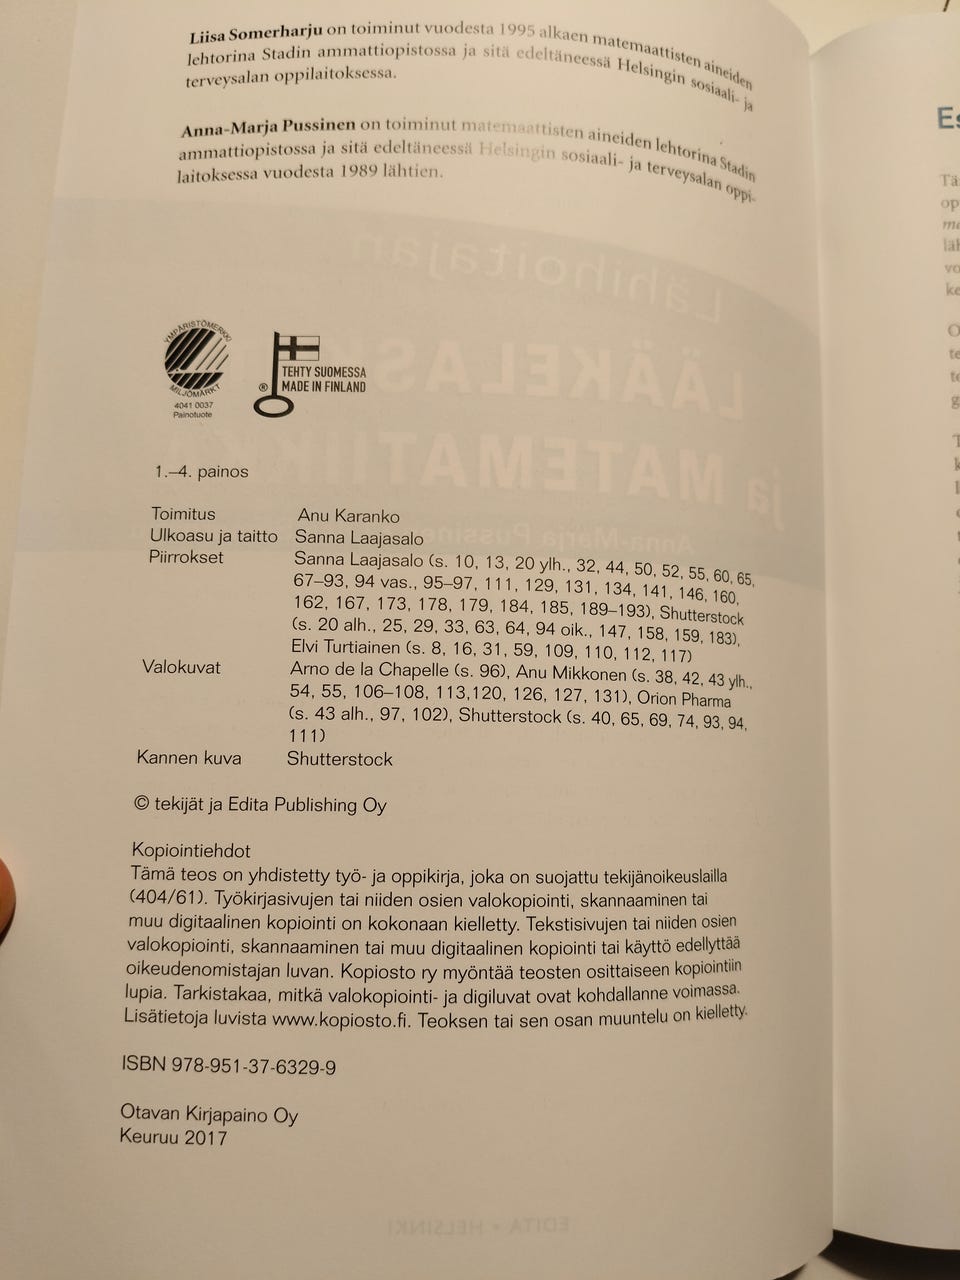 Liisa Somerharju on toiminut vuodesta 1995 alkaen matemaattisten aineiden
lehtorina Stadin ammattiopistossa ja sitä edeltäneessä Helsingin sosiaali- ja
terveysalan oppilaitoksessa.
Anna-Marja Pussinen on toiminut matemaattisten aineiden lehtorina Stadin
ammattiopistossa ja sitä edeltäneessä Helsingin sosiaali- ja terveysalan oppi-
laitoksessa vuodesta 1989 lähtien.
Lähihoitajan
LÄÄKELASK
ja MATEMATIIKKA
Anna-Marja Pussinen
YMPÄRISTÖMERKKI
MILJÖMÄRKT
4041 0037
Painotuote
TEHTY SUOMESSA
® MADE IN FINLAND
1.–4. painos
Toimitus Anu Karanko
Ulkoasu ja taitto Sanna Laajasalo
Piirrokset Sanna Laajasalo (s. 10, 13, 20 ylh., 32, 44, 50, 52, 55, 60, 65,
67–93, 94 vas., 95–97, 111, 129, 131, 134, 141, 146, 160,
162, 167, 173, 178, 179, 184, 185, 189–193), Shutterstock
(s. 20 alh., 25, 29, 33, 63, 64, 94 oik., 147, 158, 159, 183),
Elvi Turtiainen (s. 8, 16, 31, 59, 109, 110, 112, 117)
Valokuvat Arno de la Chapelle (s. 96), Anu Mikkonen (s. 38, 42, 43 ylh.,
54, 55, 106–108, 113,120, 126, 127, 131), Orion Pharma
(s. 43 alh., 97, 102), Shutterstock (s. 40, 65, 69, 74, 93, 94,
111)
Kannen kuva Shutterstock
© tekijät ja Edita Publishing Oy
Kopiointiehdot
Tämä teos on yhdistetty työ- ja oppikirja, joka on suojattu tekijänoikeuslailla
(404/61). Työkirjasivujen tai niiden osien valokopiointi, skannaaminen tai
muu digitaalinen kopiointi on kokonaan kielletty. Tekstisivujen tai niiden osien
valokopiointi, skannaaminen tai muu digitaalinen kopiointi tai käyttö edellyttää
oikeudenomistajan luvan. Kopiosto ry myöntää teosten osittaiseen kopiointiin
lupia. Tarkistakaa, mitkä valokopiointi- ja digiluvat ovat kohdallanne voimassa.
Lisätietoja luvista www.kopiosto.fi. Teoksen tai sen osan muuntelu on kielletty.
ISBN 978-951-37-6329-9
Otavan Kirjapaino Oy
Keuruu 2017
EDITA • HELSINKI